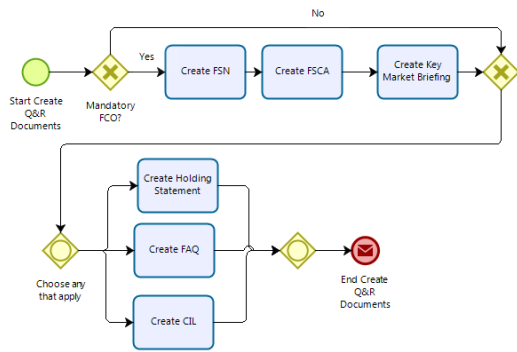 No
Yes
Create FSN
Create FSCA
Create Key
Market Briefing
Start Create
Q&R
Documents
Mandatory
FCO?
Create Holding
Statement
Create FAQ
Choose any
that apply
End Create
Q&R
Documents
Create CIL